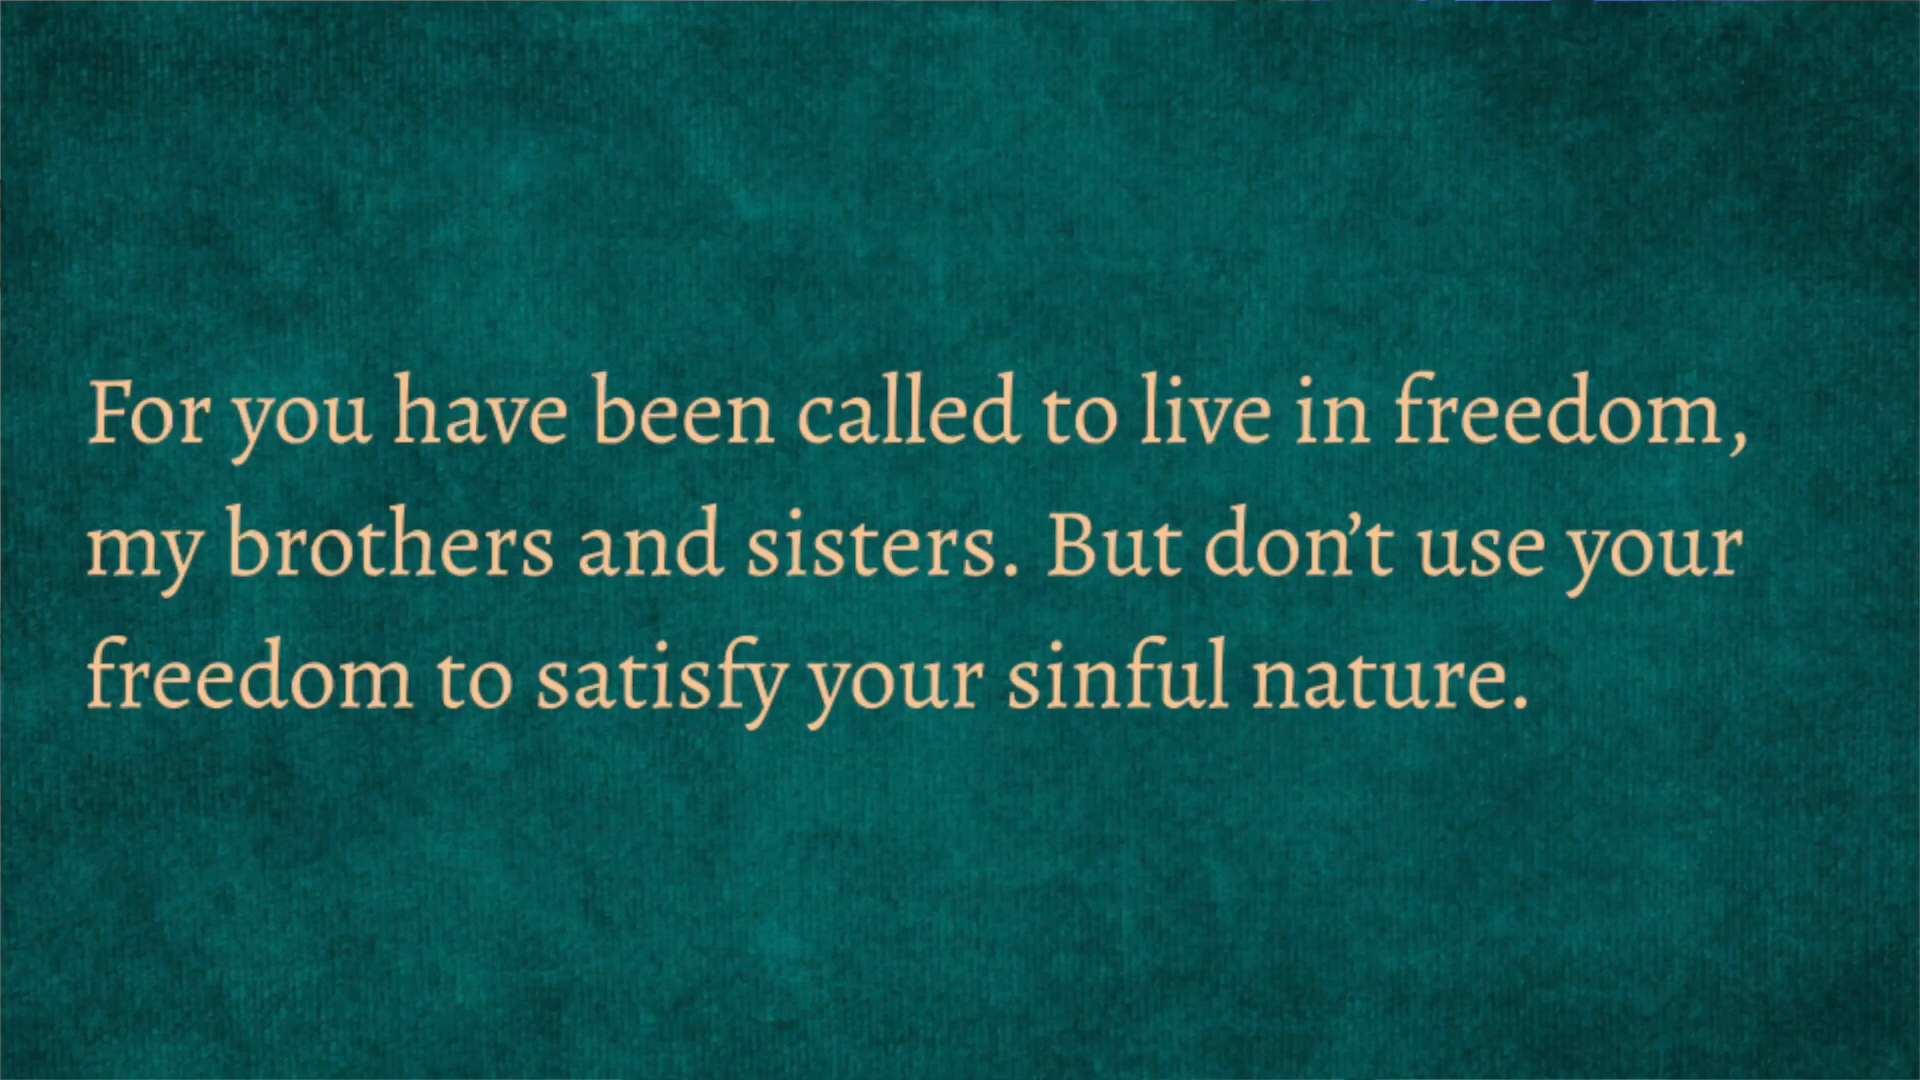 For you have been called to live in freedom,
my brothers and sisters. But don’t use your
freedom to satisfy your sinful nature.